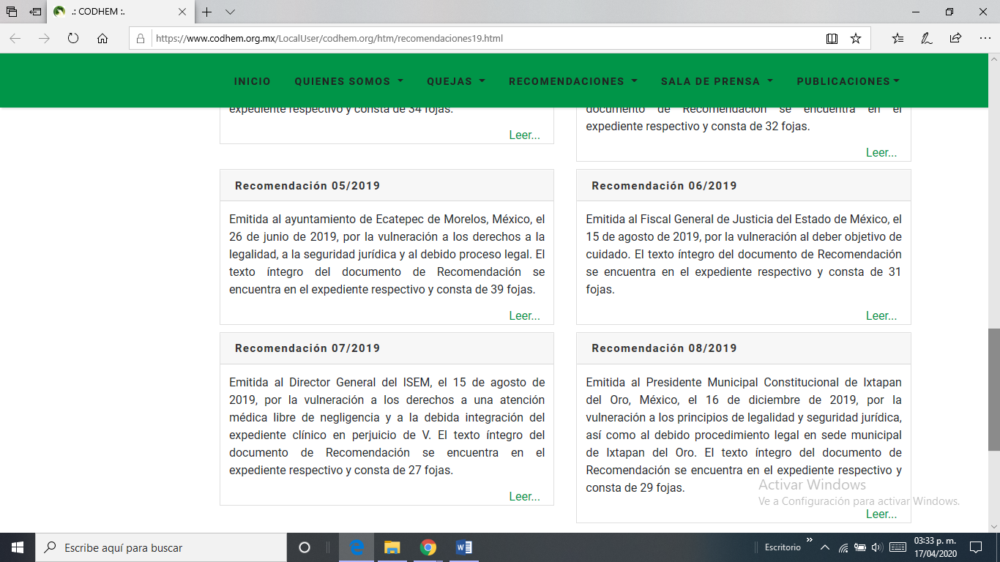 .: CODHEM :.
https://www.codhem.org.mx/LocalUser/codhem.org/htm/recomendaciones19.html
INICIO QUIENES SOMOS QUEJAS RECOMENDACIONES SALA DE PRENSA PUBLICACIONES
expediente respectivo y consta de 34 fojas.
Leer...
documento de Recomendación se encuentra en el
expediente respectivo y consta de 32 fojas.
Leer...
Recomendación 05/2019
Emitida al ayuntamiento de Ecatepec de Morelos, México, el
26 de junio de 2019, por la vulneración a los derechos a la
legalidad, a la seguridad jurídica y al debido proceso legal. El
texto íntegro del documento de Recomendación se
encuentra en el expediente respectivo y consta de 39 fojas.
Leer...
Recomendación 06/2019
Emitida al Fiscal General de Justicia del Estado de México, el
15 de agosto de 2019, por la vulneración al deber objetivo de
cuidado. El texto íntegro del documento de Recomendación
se encuentra en el expediente respectivo y consta de 31
fojas.
Leer...
Recomendación 07/2019
Emitida al Director General del ISEM, el 15 de agosto de
2019, por la vulneración a los derechos a una atención
médica libre de negligencia y a la debida integración del
expediente clínico en perjuicio de V. El texto íntegro del
documento de Recomendación se encuentra en el
expediente respectivo y consta de 27 fojas.
Leer...
Recomendación 08/2019
Emitida al Presidente Municipal Constitucional de Ixtapan
del Oro, México, el 16 de diciembre de 2019, por la
vulneración a los principios de legalidad y seguridad jurídica,
así como al debido procedimiento legal en sede municipal
de Ixtapan del Oro. El texto íntegro del documento de
Recomendación se encuentra en el expediente respectivo y
consta de 29 fojas.
Leer...
Activar Windows
Ve a Configuración para activar Windows.
Escribe aquí para buscar
Escritorio
03:33 p. m.
17/04/2020